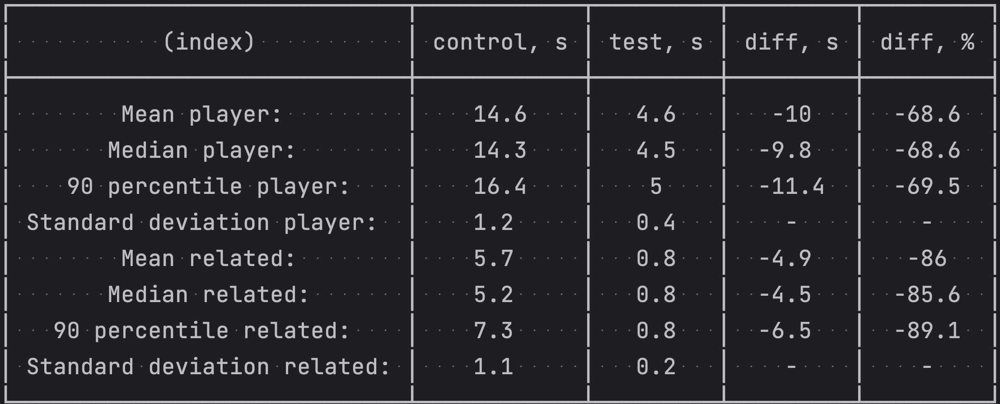 (index) control, s test, s diff, s diff, %
Mean player: 14.6 4.6 -10 -68.6
Median player: 14.3 4.5 -9.8 -68.6
90 percentile player: 16.4 5 -11.4 -69.5
Standard deviation player: 1.2 0.4 - -
Mean related: 5.7 0.8 -4.9 -86
Median related: 5.2 0.8 -4.5 -85.6
90 percentile related: 7.3 0.8 -6.5 -89.1
Standard deviation related: 1.1 0.2 - -